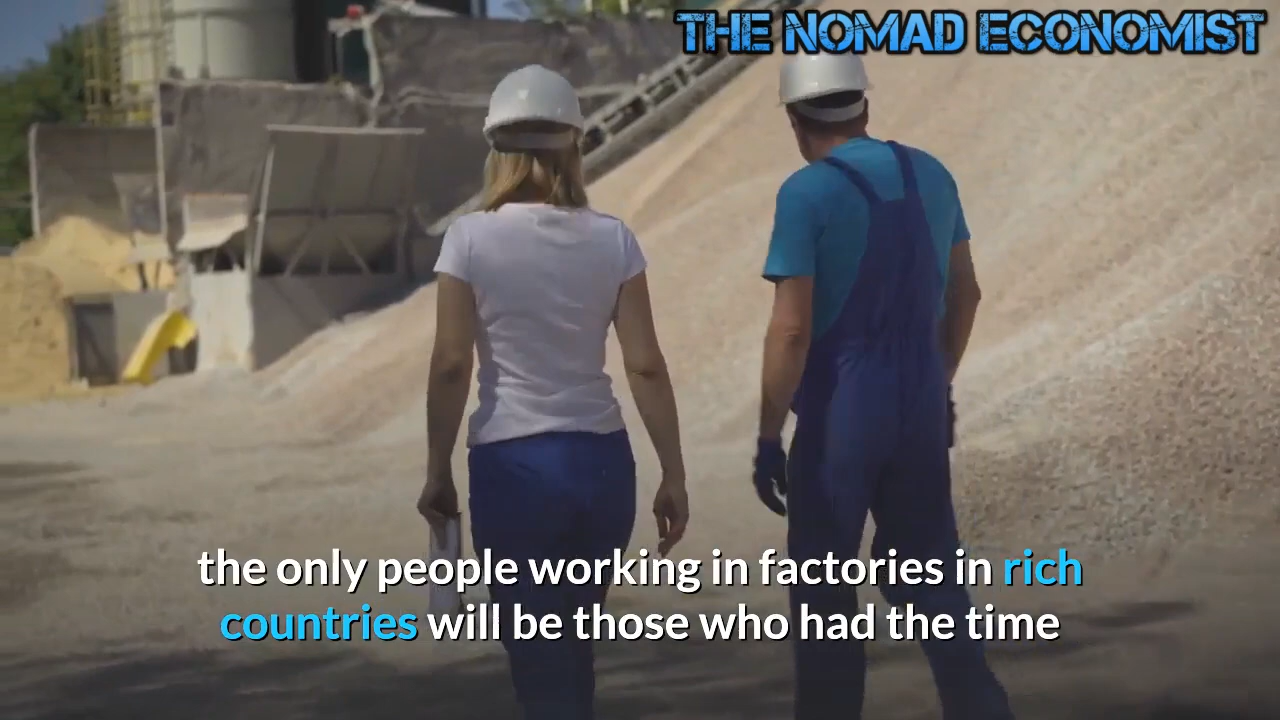 THE NOMAD ECONOMIST
the only people working in factories in rich
countries will be those who had the time